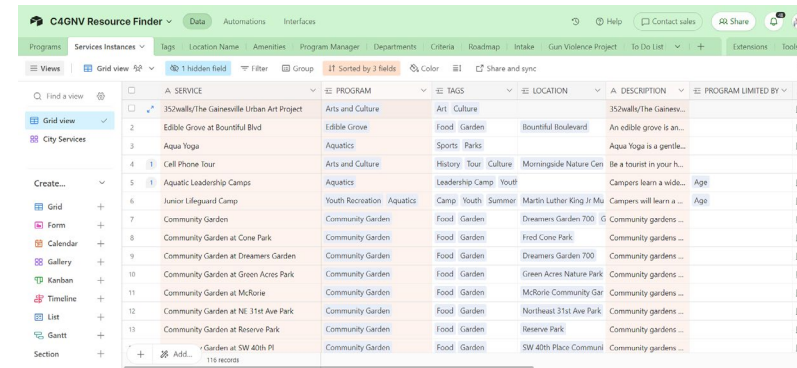 C4GNV Resource Finder Data Automations Interfaces Help Contact sales Share
Programs Services Instances Tags Location Name Amenities Program Manager Departments Criteria Roadmap Intake Gun Violence Project To Do List + Extensions Tools
Views Grid view 1 hidden field Filter Group Sorted by 3 fields Color Share and sync
Find a view
Grid view
City Services
Create...
Grid +
Form +
Calendar +
Gallery +
Kanban +
Timeline +
List +
Gantt +
Section +
A SERVICE PROGRAM TAGS LOCATION A DESCRIPTION PROGRAM LIMITED BY
352walls/The Gainesville Urban Art Project Arts and Culture Art Culture 352walls/The Gainesv...
2 Edible Grove at Bountiful Blvd Edible Grove Food Garden Bountiful Boulevard An edible grove is an...
3 Aqua Yoga Aquatics Sports Parks Aqua Yoga is a gentle...
4 1 Cell Phone Tour Arts and Culture History Tour Culture Morningside Nature Cen Be a tourist in your h...
5 1 Aquatic Leadership Camps Aquatics Leadership Camp Youth Campers learn a wide... Age
6 Junior Lifeguard Camp Youth Recreation Aquatics Camp Youth Summer Martin Luther King Jr Mu Campers will learn a ... Age
7 Community Garden Community Garden Food Garden Dreamers Garden 700 G Community gardens ...
8 Community Garden at Cone Park Community Garden Food Garden Fred Cone Park Community gardens ...
9 Community Garden at Dreamers Garden Community Garden Food Garden Dreamers Garden 700 Community gardens ...
10 Community Garden at Green Acres Park Community Garden Food Garden Green Acres Nature Park Community gardens ...
11 Community Garden at McRorie Community Garden Food Garden McRorie Community Gar Community gardens ...
12 Community Garden at NE 31st Ave Park Community Garden Food Garden Northeast 31st Ave Park Community gardens ...
13 Community Garden at Reserve Park Community Garden Food Garden Reserve Park Community gardens ...
Garden at SW 40th Pl Community Garden Food Garden SW 40th Place Communi Community gardens ...
+ Add...
116 records